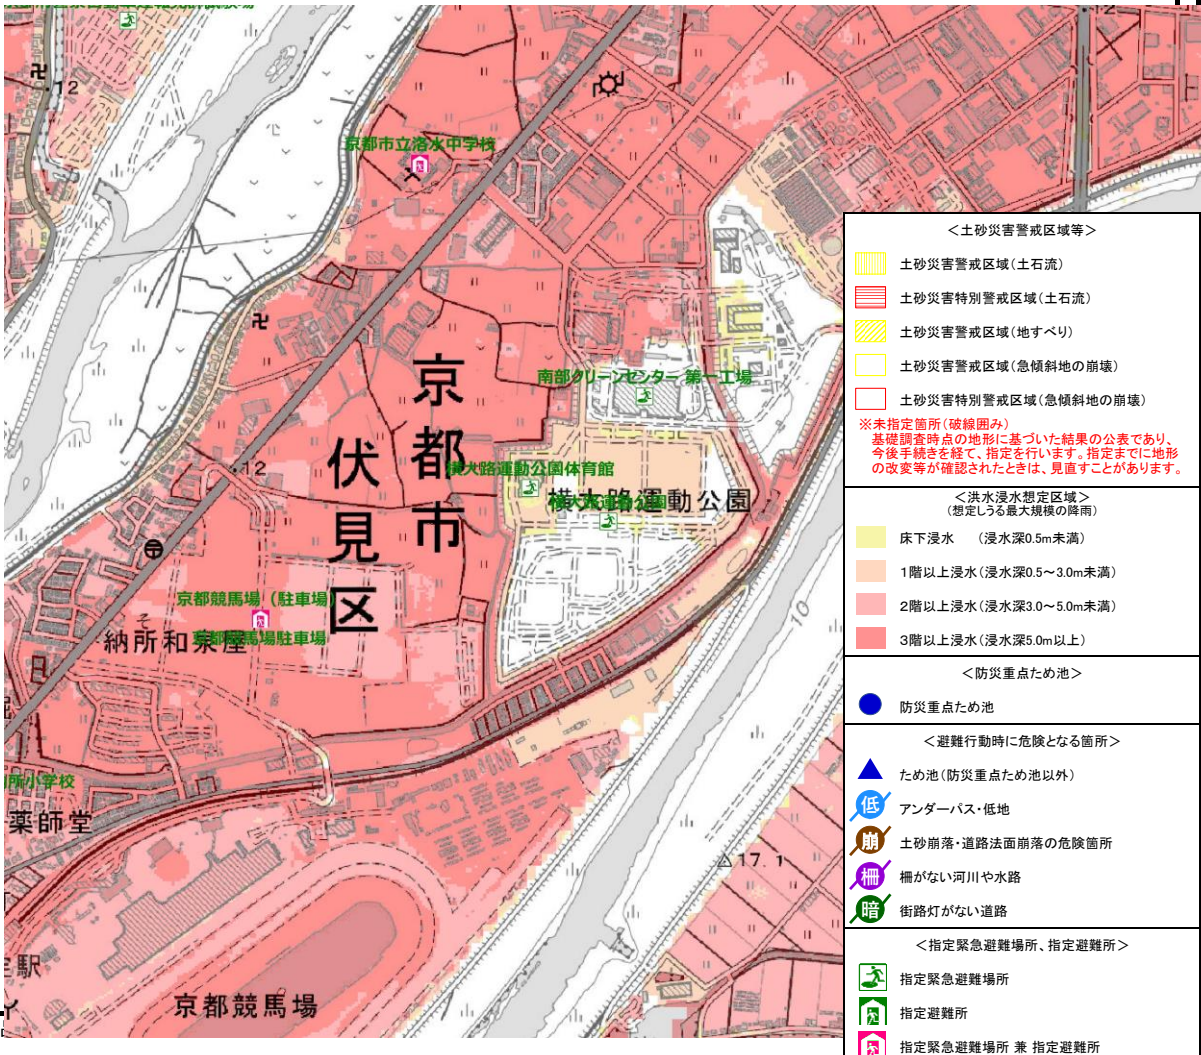 12
12
京都市立洛水中学校
南部クリーンセンター 第一工場
京都市
伏見区
横大路運動公園体育館
横大路運動公園
横大路運動公園
12
京都競馬場(駐車場)
そ
納所和泉屋
京都競馬場駐車場
10
小学校
薬師堂
17.1
駅
京都競馬場
<土砂災害警戒区域等>
土砂災害警戒区域(土石流)
土砂災害特別警戒区域(土石流)
土砂災害警戒区域(地すべり)
土砂災害警戒区域(急傾斜地の崩壊)
土砂災害特別警戒区域(急傾斜地の崩壊)
※未指定箇所(破線囲み)
基礎調査時点の地形に基づいた結果の公表であり、
今後手続きを経て、指定を行います。指定までに地形
の改変等が確認されたときは、見直すことがあります。
<洪水浸水想定区域>
(想定しうる最大規模の降雨)
床下浸水 (浸水深0.5m未満)
1階以上浸水(浸水深0.5~3.0m未満)
2階以上浸水(浸水深3.0~5.0m未満)
3階以上浸水(浸水深5.0m以上)
<防災重点ため池>
防災重点ため池
<避難行動時に危険となる箇所>
ため池(防災重点ため池以外)
低 アンダーパス・低地
崩 土砂崩落・道路法面崩落の危険箇所
柵 柵がない河川や水路
暗 街路灯がない道路
<指定緊急避難場所、指定避難所>
指定緊急避難場所
指定避難所
指定緊急避難場所 兼 指定避難所